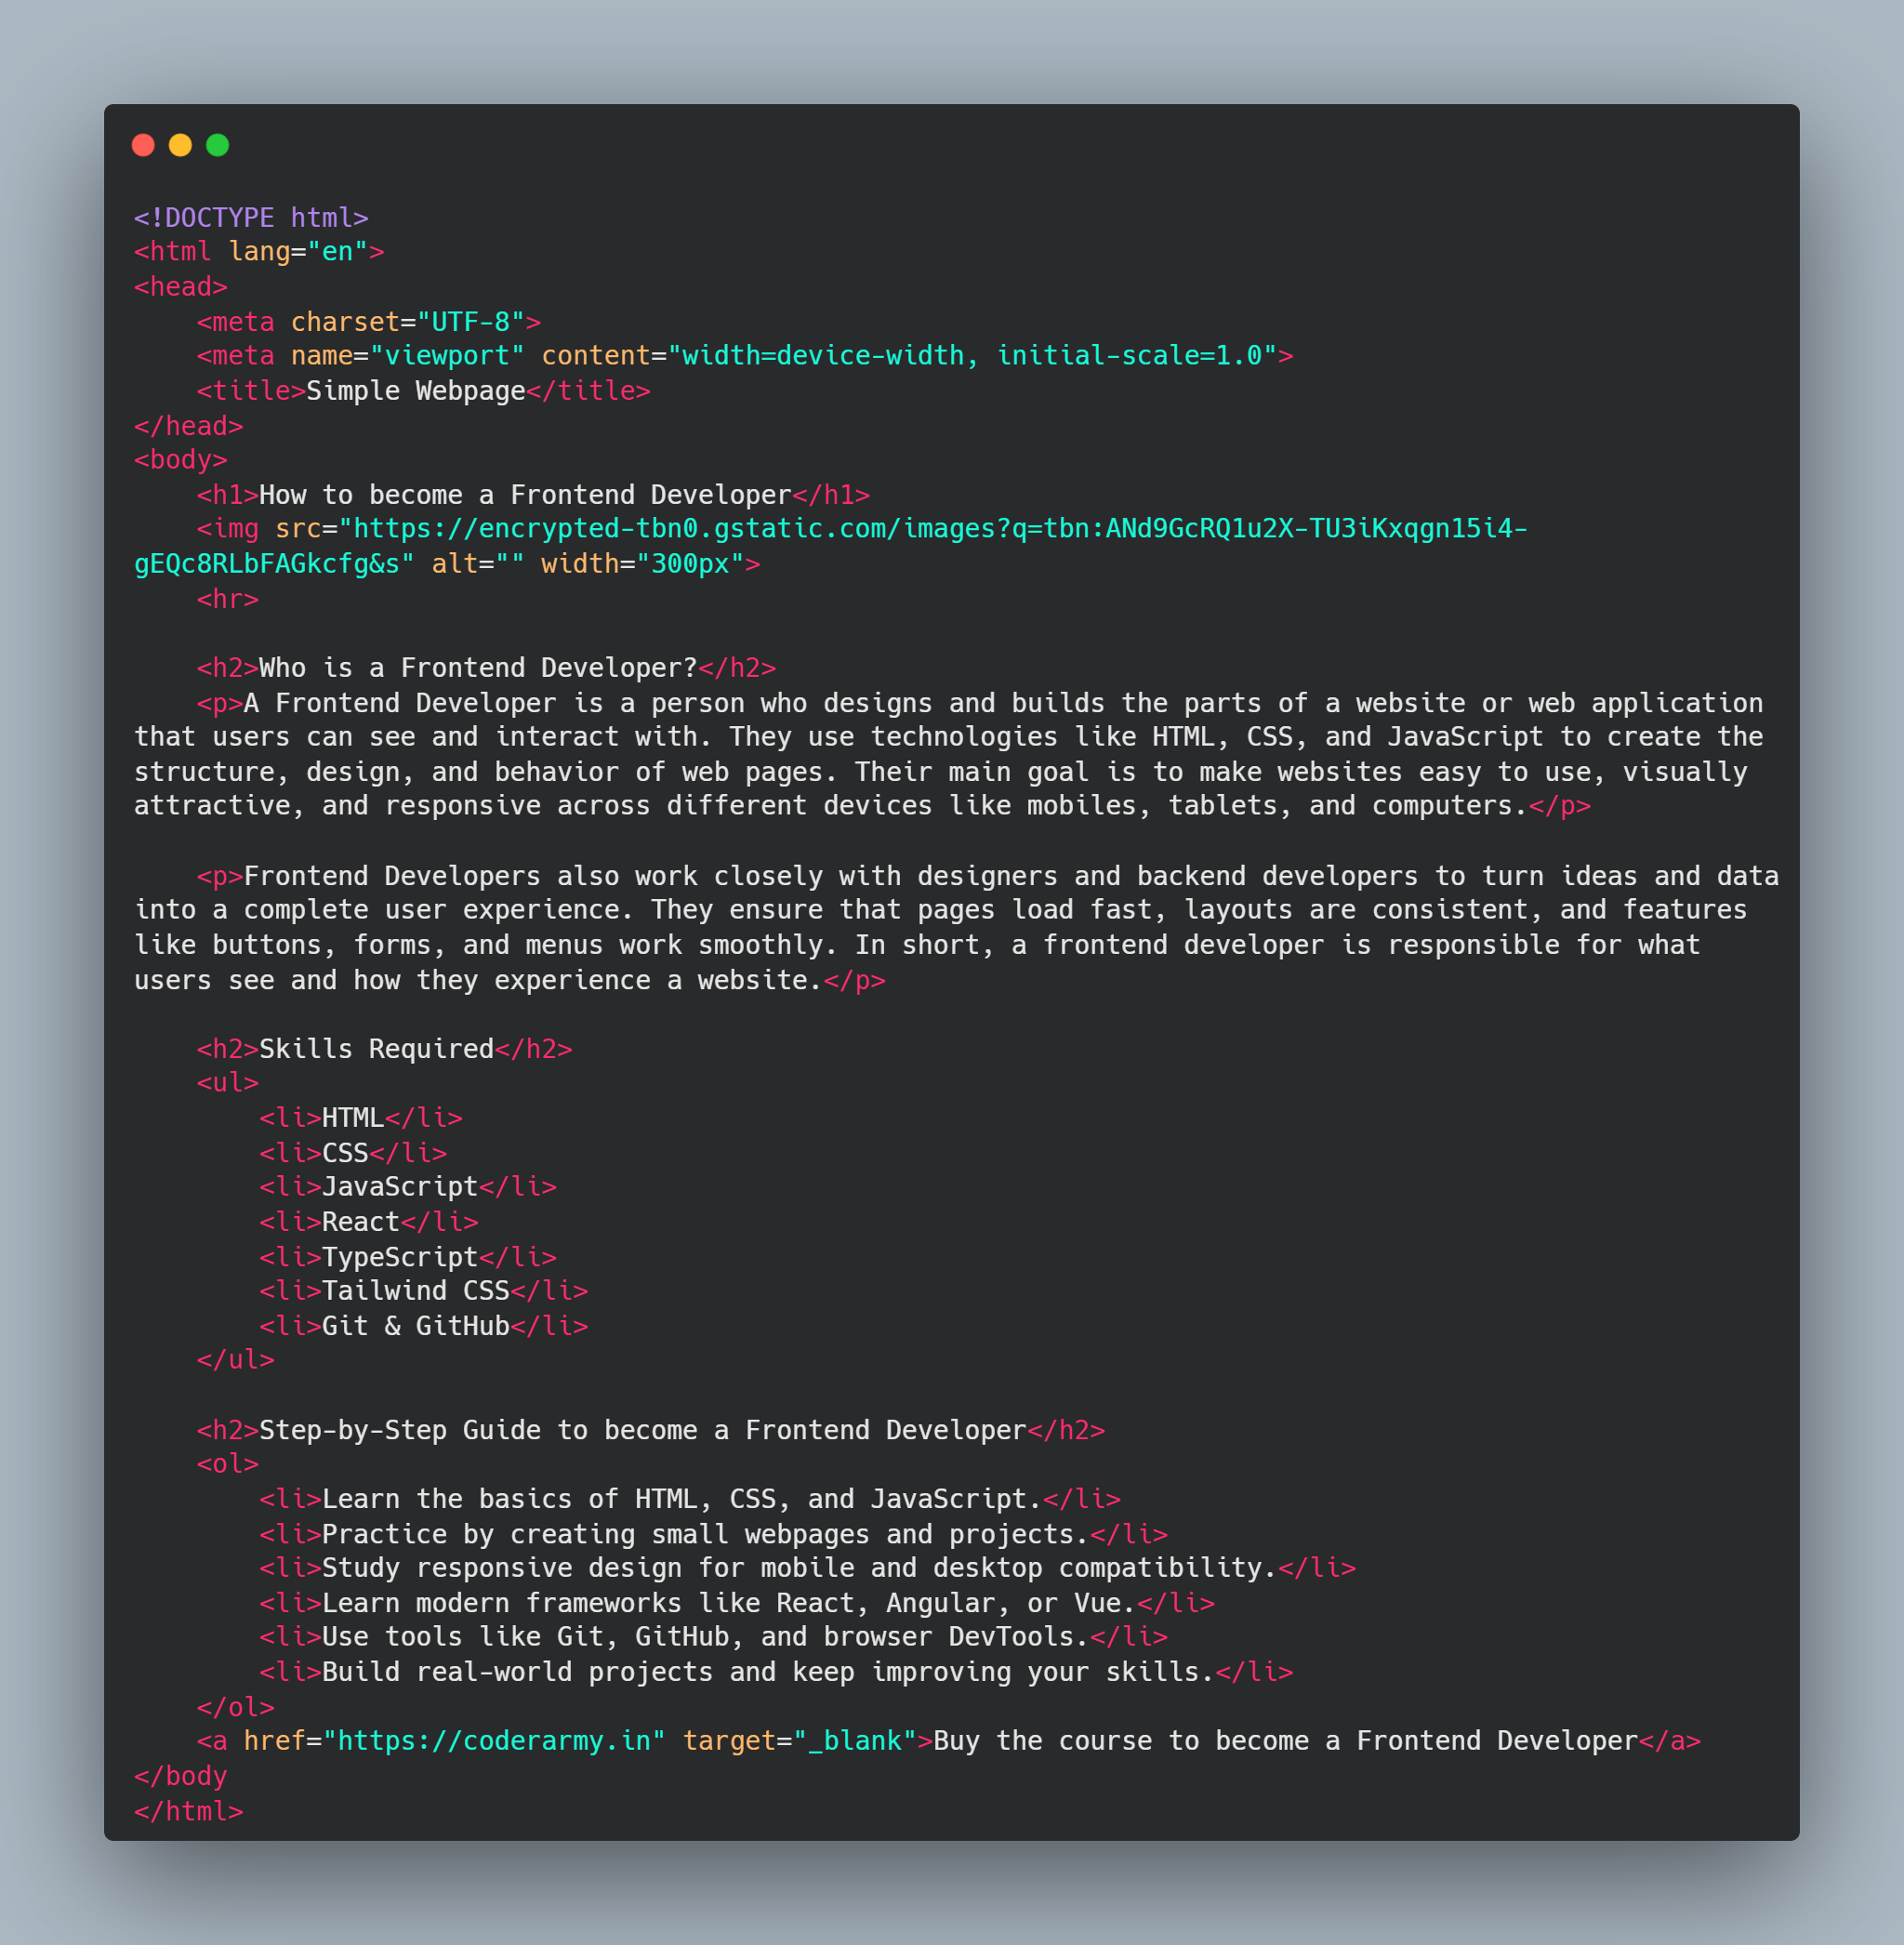 <!DOCTYPE html>
<html lang="en">
<head>
    <meta charset="UTF-8">
    <meta name="viewport" content="width=device-width, initial-scale=1.0">
    <title>Simple Webpage</title>
</head>
<body>
    <h1>How to become a Frontend Developer</h1>
    <img src="https://encrypted-tbn0.gstatic.com/images?q=tbn:ANd9GcRQ1u2X-TU3iKxqgn15i4-
gEQc8RLbFAGkcfg&s" alt="" width="300px">
    <hr>

    <h2>Who is a Frontend Developer?</h2>
    <p>A Frontend Developer is a person who designs and builds the parts of a website or web application
that users can see and interact with. They use technologies like HTML, CSS, and JavaScript to create the
structure, design, and behavior of web pages. Their main goal is to make websites easy to use, visually
attractive, and responsive across different devices like mobiles, tablets, and computers.</p>

    <p>Frontend Developers also work closely with designers and backend developers to turn ideas and data
into a complete user experience. They ensure that pages load fast, layouts are consistent, and features
like buttons, forms, and menus work smoothly. In short, a frontend developer is responsible for what
users see and how they experience a website.</p>

    <h2>Skills Required</h2>
    <ul>
        <li>HTML</li>
        <li>CSS</li>
        <li>JavaScript</li>
        <li>React</li>
        <li>TypeScript</li>
        <li>Tailwind CSS</li>
        <li>Git & GitHub</li>
    </ul>

    <h2>Step-by-Step Guide to become a Frontend Developer</h2>
    <ol>
        <li>Learn the basics of HTML, CSS, and JavaScript.</li>
        <li>Practice by creating small webpages and projects.</li>
        <li>Study responsive design for mobile and desktop compatibility.</li>
        <li>Learn modern frameworks like React, Angular, or Vue.</li>
        <li>Use tools like Git, GitHub, and browser DevTools.</li>
        <li>Build real-world projects and keep improving your skills.</li>
    </ol>
    <a href="https://coderarmy.in" target="_blank">Buy the course to become a Frontend Developer</a>
</body
</html>